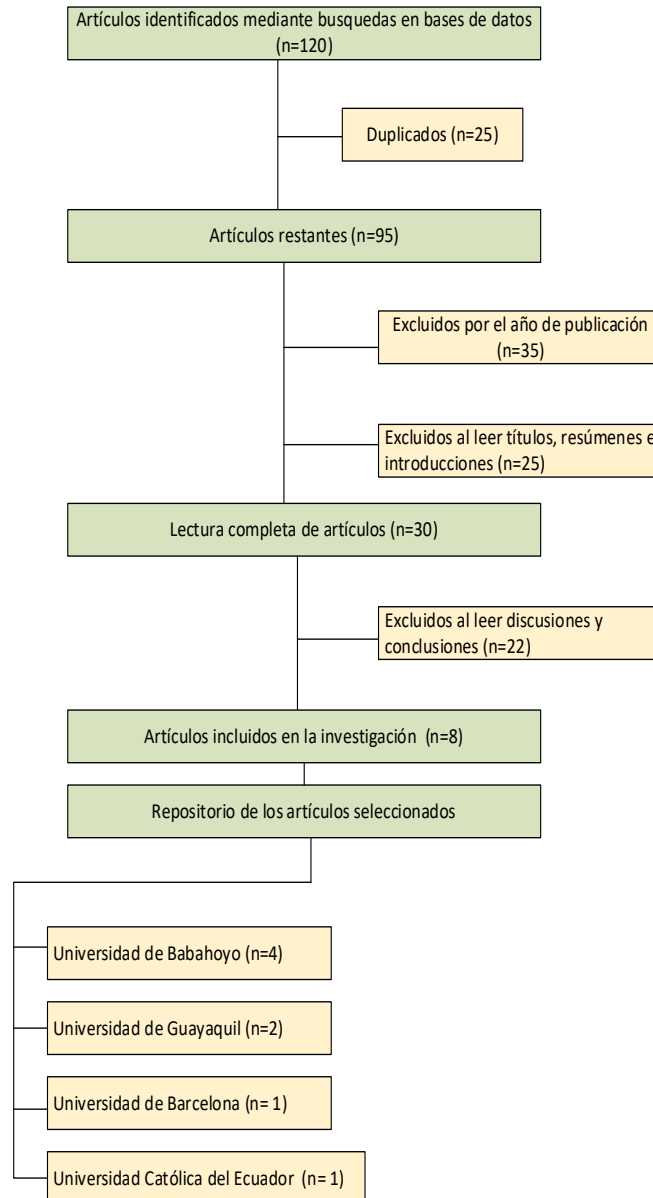 Artículos identificados mediante busquedas en bases de datos
(n=120)
Duplicados (n=25)
Artículos restantes (n=95)
Excluidos por el año de publicación
(n=35)
Excluidos al leer títulos, resúmenes e
introducciones (n=25)
Lectura completa de artículos (n=30)
Excluidos al leer discusiones y
conclusiones (n=22)
Artículos incluidos en la investigación (n=8)
Repositorio de los artículos seleccionados
Universidad de Babahoyo (n=4)
Universidad de Guayaquil (n=2)
Universidad de Barcelona (n= 1)
Universidad Católica del Ecuador (n= 1)